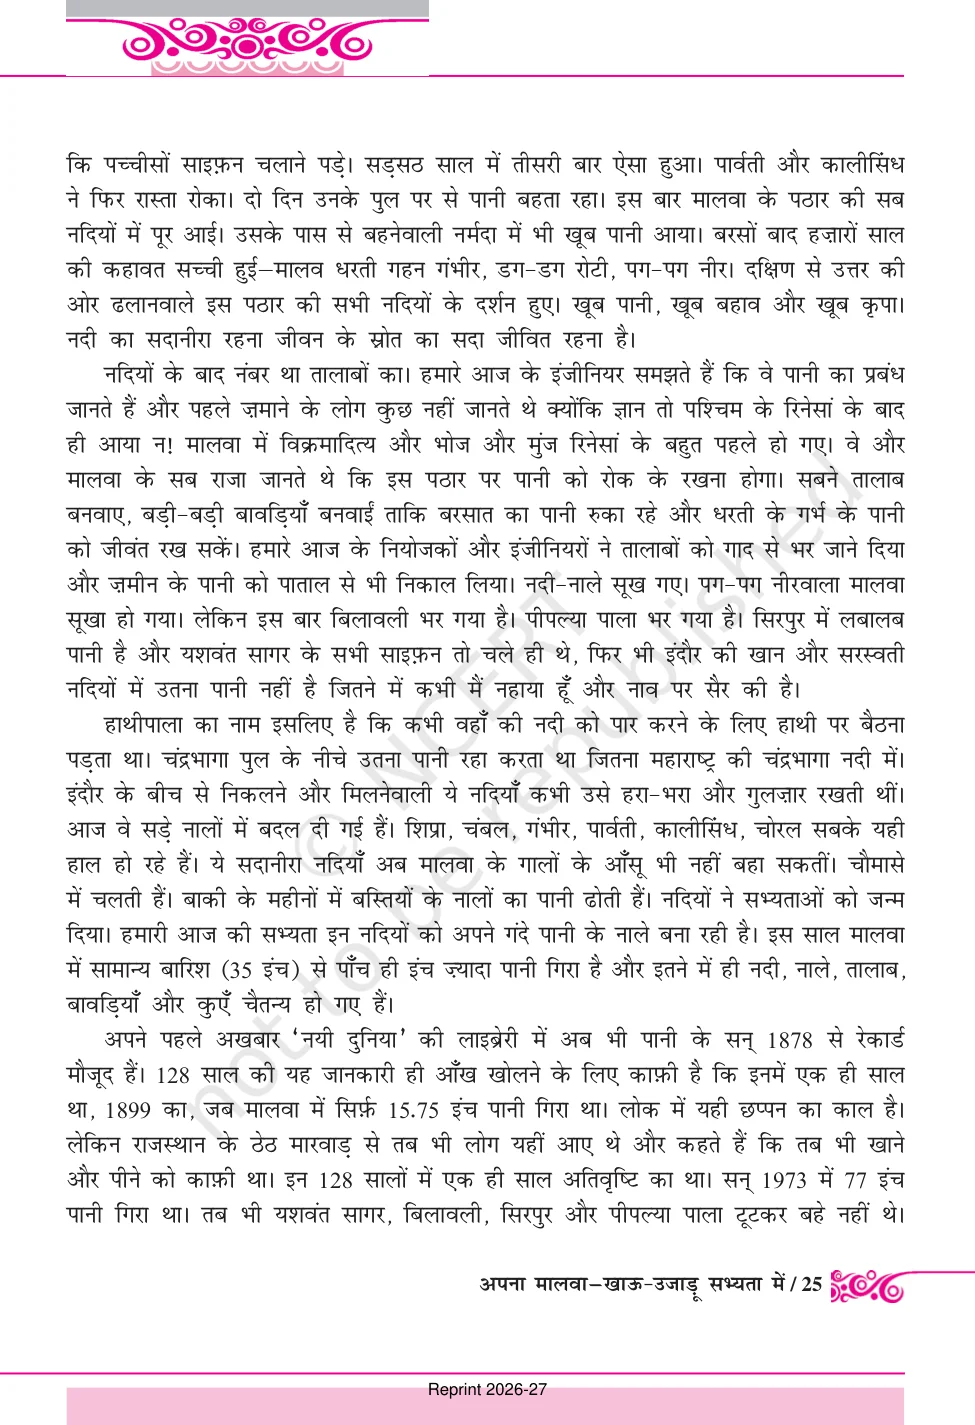 कि पच्चीसों साइफ़न चलाने पड़े। सड़सठ साल में तीसरी बार ऐसा हुआ। पार्वती और कालीसिंध
ने फिर रास्ता रोका। दो दिन उनके पुल पर से पानी बहता रहा। इस बार मालवा के पठार की सब
नदियों में पूर आई। उसके पास से बहनेवाली नर्मदा में भी खूब पानी आया। बरसों बाद हज़ारों साल
की कहावत सच्ची हुई–मालव धरती गहन गंभीर, डग-डग रोटी, पग-पग नीर। दक्षिण से उत्तर की
ओर ढलानवाले इस पठार की सभी नदियों के दर्शन हुए। खूब पानी, खूब बहाव और खूब कृपा।
नदी का सदानीरा रहना जीवन के स्रोत का सदा जीवित रहना है।
नदियों के बाद नंबर था तालाबों का। हमारे आज के इंजीनियर समझते हैं कि वे पानी का प्रबंध
जानते हैं और पहले ज़माने के लोग कुछ नहीं जानते थे क्योंकि ज्ञान तो पश्चिम के रिनेसां के बाद
ही आया न! मालवा में विक्रमादित्य और भोज और मुंज रिनेसां के बहुत पहले हो गए। वे और
मालवा के सब राजा जानते थे कि इस पठार पर पानी को रोक के रखना होगा। सबने तालाब
बनवाए, बड़ी-बड़ी बावड़ियाँ बनवाईं ताकि बरसात का पानी रुका रहे और धरती के गर्भ के पानी
को जीवंत रख सकें। हमारे आज के नियोजकों और इंजीनियरों ने तालाबों को गाद से भर जाने दिया
और ज़मीन के पानी को पाताल से भी निकाल लिया। नदी-नाले सूख गए। पग-पग नीरवाला मालवा
सूखा हो गया। लेकिन इस बार बिलावली भर गया है। पीपल्या पाला भर गया है। सिरपुर में लबालब
पानी है और यशवंत सागर के सभी साइफ़न तो चले ही थे, फिर भी इंदौर की खान और सरस्वती
नदियों में उतना पानी नहीं है जितने में कभी मैं नहाया हूँ और नाव पर सैर की है।
हाथीपाला का नाम इसलिए है कि कभी वहाँ की नदी को पार करने के लिए हाथी पर बैठना
पड़ता था। चंद्रभागा पुल के नीचे उतना पानी रहा करता था जितना महाराष्ट्र की चंद्रभागा नदी में।
इंदौर के बीच से निकलने और मिलनेवाली ये नदियाँ कभी उसे हरा-भरा और गुलज़ार रखती थीं।
आज वे सड़े नालों में बदल दी गई हैं। शिप्रा, चंबल, गंभीर, पार्वती, कालीसिंध, चोरल सबके यही
हाल हो रहे हैं। ये सदानीरा नदियाँ अब मालवा के गालों के आँसू भी नहीं बहा सकतीं। चौमासे
में चलती हैं। बाकी के महीनों में बस्तियों के नालों का पानी ढोती हैं। नदियों ने सभ्यताओं को जन्म
दिया। हमारी आज की सभ्यता इन नदियों को अपने गंदे पानी के नाले बना रही है। इस साल मालवा
में सामान्य बारिश (35 इंच) से पाँच ही इंच ज़्यादा पानी गिरा है और इतने में ही नदी, नाले, तालाब,
बावड़ियाँ और कुएँ चैतन्य हो गए हैं।
अपने पहले अखबार ‘नयी दुनिया’ की लाइब्रेरी में अब भी पानी के सन् 1878 से रेकार्ड
मौजूद हैं। 128 साल की यह जानकारी ही आँख खोलने के लिए काफ़ी है कि इनमें एक ही साल
था, 1899 का, जब मालवा में सिर्फ़ 15.75 इंच पानी गिरा था। लोक में यही छप्पन का काल है।
लेकिन राजस्थान के ठेठ मारवाड़ से तब भी लोग यहीं आए थे और कहते हैं कि तब भी खाने
और पीने को काफ़ी था। इन 128 सालों में एक ही साल अतिवृष्टि का था। सन् 1973 में 77 इंच
पानी गिरा था। तब भी यशवंत सागर, बिलावली, सिरपुर और पीपल्या पाला टूटकर बहे नहीं थे।
© NCERT
not to be republished
अपना मालवा–खाऊ-उजाड़ू सभ्यता में / 25
Reprint 2026-27